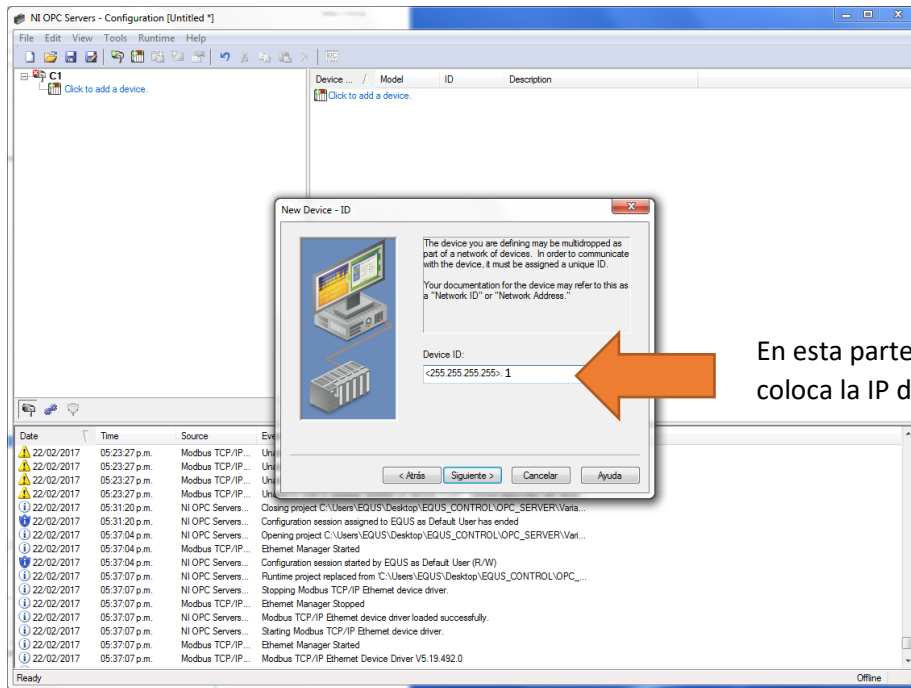 NI OPC Servers - Configuration [Untitled *]
File Edit View Tools Runtime Help
C1
Click to add a device.
Device ... / Model ID Description
Click to add a device.
New Device - ID
The device you are defining may be multidropped as
part of a network of devices. In order to communicate
with the device, it must be assigned a unique ID.
Your documentation for the device may refer to this as
a "Network ID" or "Network Address."
Device ID:
<255.255.255.255>. 1
< Atrás Siguiente > Cancelar Ayuda
En esta parte
coloca la IP d
Date Time Source Eve
22/02/2017 05:23:27 p.m. Modbus TCP/IP... Una
22/02/2017 05:23:27 p.m. Modbus TCP/IP... Una
22/02/2017 05:23:27 p.m. Modbus TCP/IP... Una
22/02/2017 05:23:27 p.m. Modbus TCP/IP...
22/02/2017 05:31:20 p.m. NI OPC Servers... Closing project C:\Users\EQUS\Desktop\EQUS_CONTROL\OPC_SERVER\Varia...
22/02/2017 05:31:20 p.m. NI OPC Servers... Configuration session assigned to EQUS as Default User has ended
22/02/2017 05:37:04 p.m. NI OPC Servers... Opening project C:\Users\EQUS\Desktop\EQUS_CONTROL\OPC_SERVER\Vari...
22/02/2017 05:37:04 p.m. Modbus TCP/IP... Ethernet Manager Started
22/02/2017 05:37:04 p.m. NI OPC Servers... Configuration session started by EQUS as Default User (R/W)
22/02/2017 05:37:07 p.m. NI OPC Servers... Runtime project replaced from 'C:\Users\EQUS\Desktop\EQUS_CONTROL\OPC_...
22/02/2017 05:37:07 p.m. NI OPC Servers... Stopping Modbus TCP/IP Ethernet device driver.
22/02/2017 05:37:07 p.m. Modbus TCP/IP... Ethernet Manager Stopped
22/02/2017 05:37:07 p.m. NI OPC Servers... Modbus TCP/IP Ethernet device driver loaded successfully.
22/02/2017 05:37:07 p.m. NI OPC Servers... Starting Modbus TCP/IP Ethernet device driver.
22/02/2017 05:37:07 p.m. Modbus TCP/IP... Ethernet Manager Started
22/02/2017 05:37:07 p.m. Modbus TCP/IP... Modbus TCP/IP Ethernet Device Driver V5.19.492.0
Ready Offline